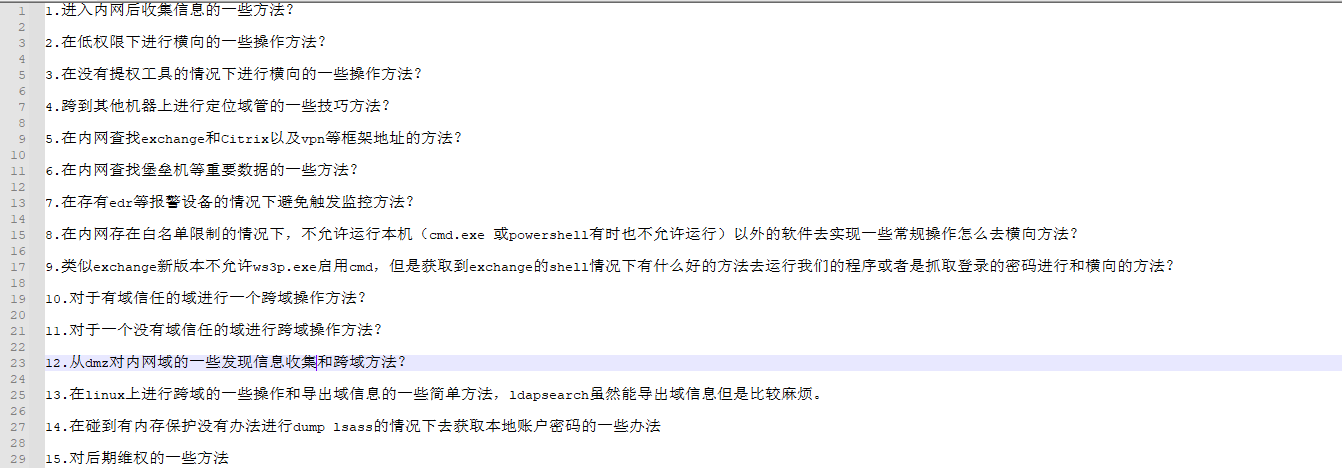 1 1.进入内网后收集信息的一些方法？
2
3 2.在低权限下进行横向的一些操作方法？
4
5 3.在没有提权工具的情况下进行横向的一些操作方法？
6
7 4.跨到其他机器上进行定位域管的一些技巧方法？
8
9 5.在内网查找exchange和Citrix以及vpn等框架地址的方法？
10
11 6.在内网查找堡垒机等重要数据的一些方法？
12
13 7.在存有edr等报警设备的情况下避免触发监控方法？
14
15 8.在内网存在白名单限制的情况下，不允许运行本机（cmd.exe 或powershell有时也不允许运行）以外的软件去实现一些常规操作怎么去横向方法？
16
17 9.类似exchange新版本不允许ws3p.exe启用cmd，但是获取到exchange的shell情况下有什么好的方法去运行我们的程序或者是抓取登录的密码进行和横向的方法？
18
19 10.对于有域信任的域进行一个跨域操作方法？
20
21 11.对于一个没有域信任的域进行跨域操作方法？
22
23 12.从dmz对内网域的一些发现信息收集和跨域方法？
24
25 13.在linux上进行跨域的一些操作和导出域信息的一些简单方法，ldapsearch虽然能导出域信息但是比较麻烦。
26
27 14.在碰到有内存保护没有办法进行dump lsass的情况下去获取本地账户密码的一些办法
28
29 15.对后期维权的一些方法